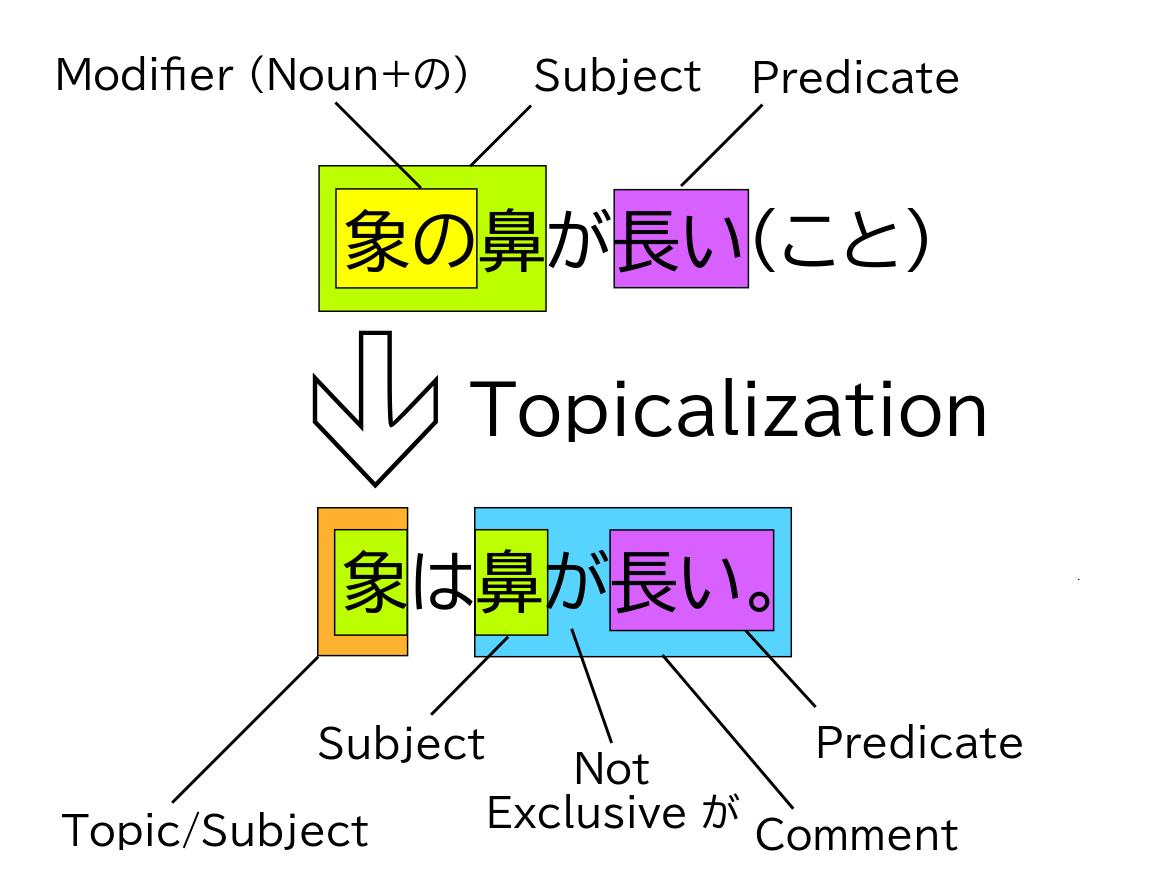 Modifier (Noun+の) Subject Predicate
象の鼻が長い(こと)
Topicalization
象は鼻が長い。
Subject
Predicate
Not
Exclusive が
Topic/Subject
Comment